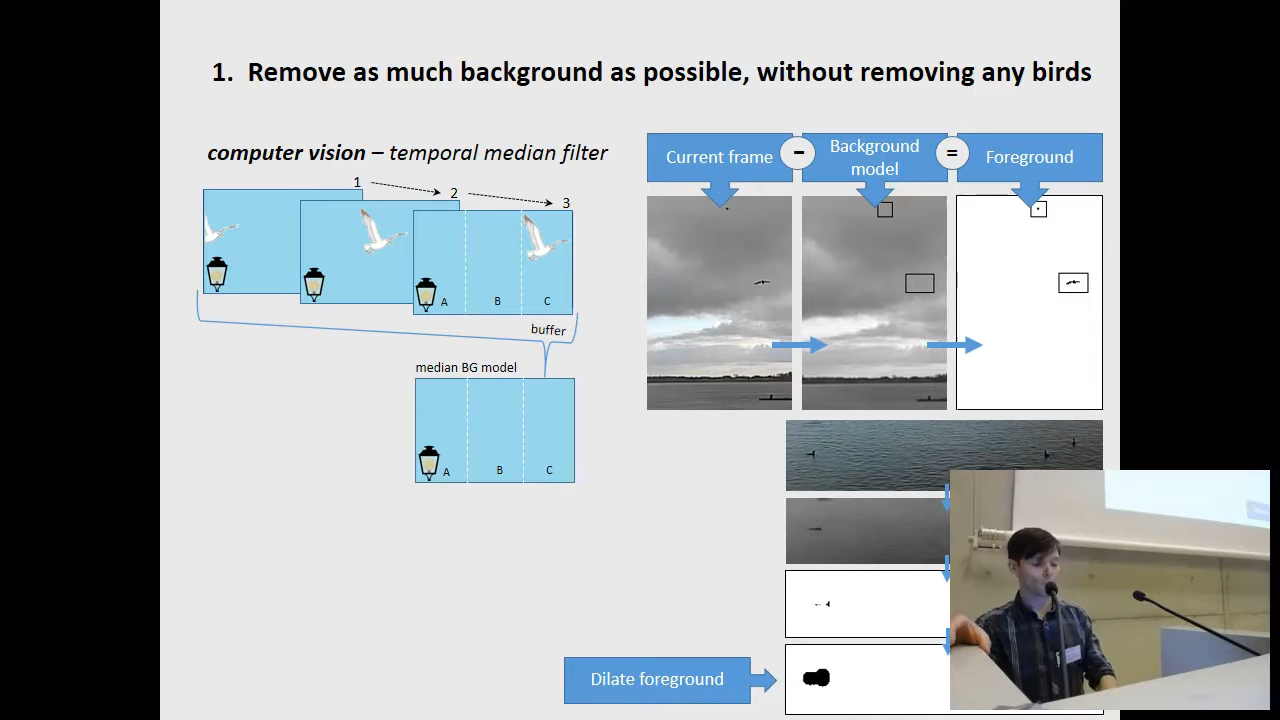 1. Remove as much background as possible, without removing any birds
computer vision – temporal median filter
1
2
3
A B C
buffer
median BG model
A B C
Current frame
–
Background
model
=
Foreground
Dilate foreground